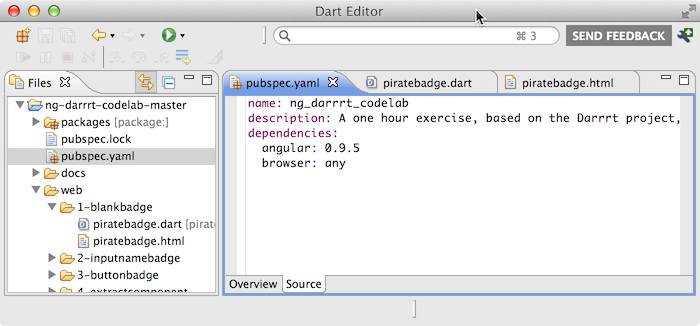 Dart Editor
⌘ 3
SEND FEEDBACK
Files
ng-darrrt-codelab-master
packages [package:]
pubspec.lock
pubspec.yaml
docs
web
1-blankbadge
piratebadge.dart [pira
piratebadge.html
2-inputnamebadge
3-buttonbadge
4-extractcomponent
pubspec.yaml
piratebadge.dart
piratebadge.html
name: ng_darrrt_codelab
description: A one hour exercise, based on the Darrrt project,
dependencies:
angular: 0.9.5
browser: any
Overview
Source